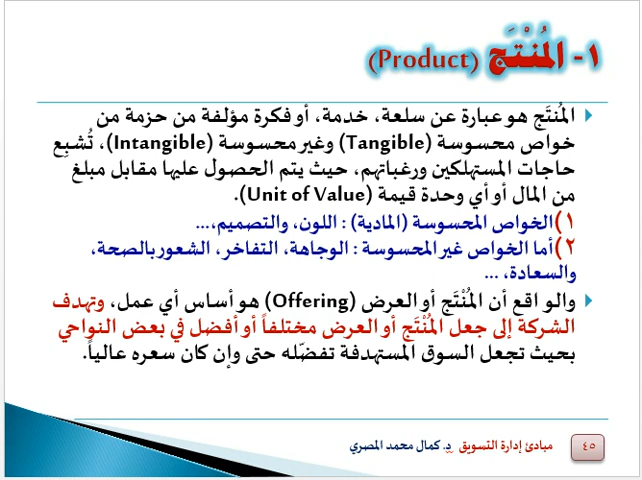 ١- المُنْتَج (Product)
المُنتَج هو عبارة عن سلعة، خدمة، أو فكرة مؤلفة من حزمة من
خواص محسوسة (Tangible) وغير محسوسة (Intangible)، تُشبِع
حاجات المستهلكين ورغباتهم، حيث يتم الحصول عليها مقابل مبلغ
من المال أو أي وحدة قيمة (Unit of Value).
١) الخواص المحسوسة (المادية) : اللون، والتصميم،...
٢) أما الخواص غير المحسوسة : الوجاهة، التفاخر، الشعور بالصحة،
والسعادة، ...
والواقع أن المُنْتَج أو العرض (Offering) هو أساس أي عمل، وتهدف
الشركة إلى جعل المُنْتَج أو العرض مختلفاً أو أفضل في بعض النواحي
بحيث تجعل السوق المستهدفة تفضّله حتى وإن كان سعره عالياً.
مبادئ إدارة التسويق د. كمال محمد المصري
٤٥